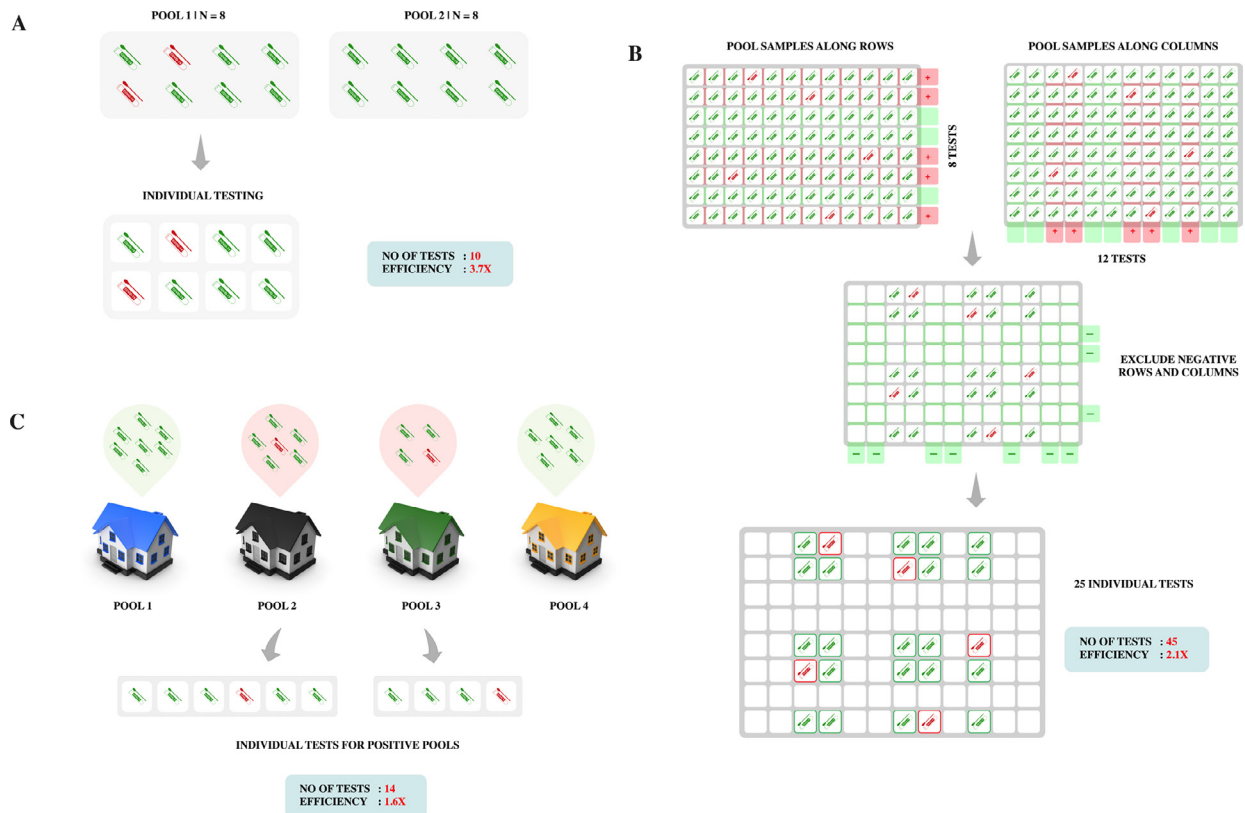 A
POOL 1 I N = 8
POOL 2 I N = 8
INDIVIDUAL TESTING
NO OF TESTS : 10
EFFICIENCY : 3.7X
B
POOL SAMPLES ALONG ROWS
POOL SAMPLES ALONG COLUMNS
+
+
+
+
+
8 TESTS
+ + + + +
12 TESTS
−
−
−
EXCLUDE NEGATIVE
ROWS AND COLUMNS
− − − − − − −
25 INDIVIDUAL TESTS
NO OF TESTS : 45
EFFICIENCY : 2.1X
C
POOL 1
POOL 2
POOL 3
POOL 4
INDIVIDUAL TESTS FOR POSITIVE POOLS
NO OF TESTS : 14
EFFICIENCY : 1.6X